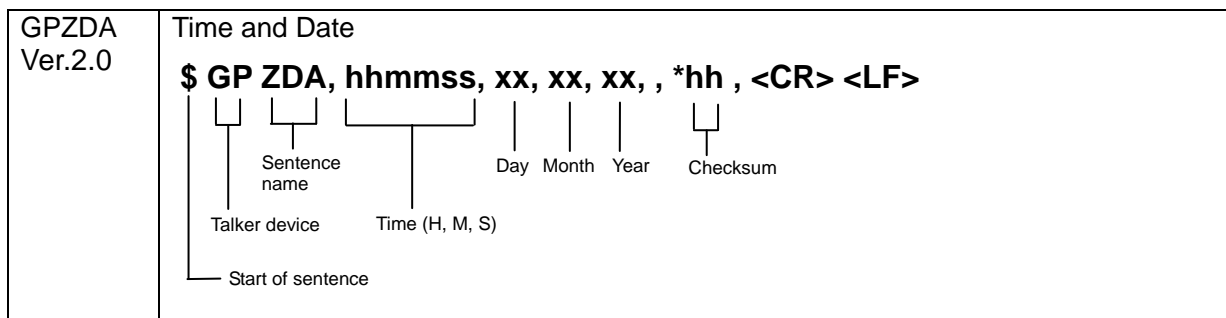 GPZDA
Ver.2.0
Time and Date
$ GP ZDA, hhmmss, xx, xx, xx, , *hh , <CR> <LF>
Sentence
name
Day Month Year Checksum
Talker device Time (H, M, S)
Start of sentence